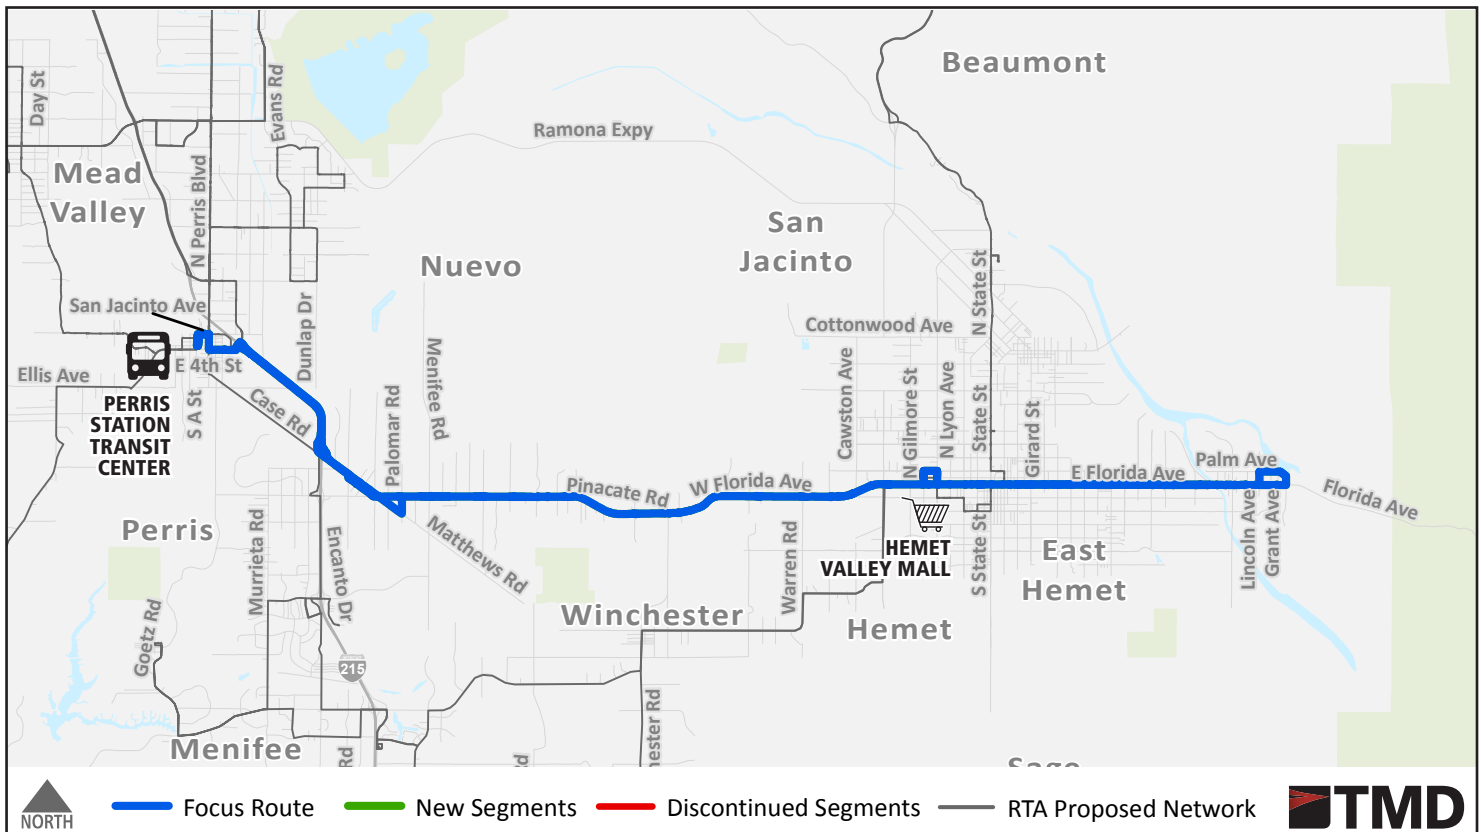 Beaumont
Day St
Evans Rd
Ramona Expy
Mead
Valley
N Perris Blvd
San
Jacinto
Nuevo
N State St
San Jacinto Ave
Dunlap Dr
Cottonwood Ave
Menifee Rd
E 4th St
Ellis Ave
Cawston Ave
N Gilmore St
N Lyon Ave
State St
Girard St
PERRIS
STATION
TRANSIT
CENTER
S A St
Case Rd
Palomar Rd
Palm Ave
E Florida Ave
Pinacate Rd
W Florida Ave
Florida Ave
Lincoln Ave
Grant Ave
Perris
Murrieta Rd
Encanto Dr
Matthews Rd
Warren Rd
HEMET
VALLEY MALL
S State St
East
Hemet
Goetz Rd
Winchester
Hemet
215
Menifee
Rd
Rd
hester Rd
NORTH
Focus Route
New Segments
Discontinued Segments
RTA Proposed Network
TMD